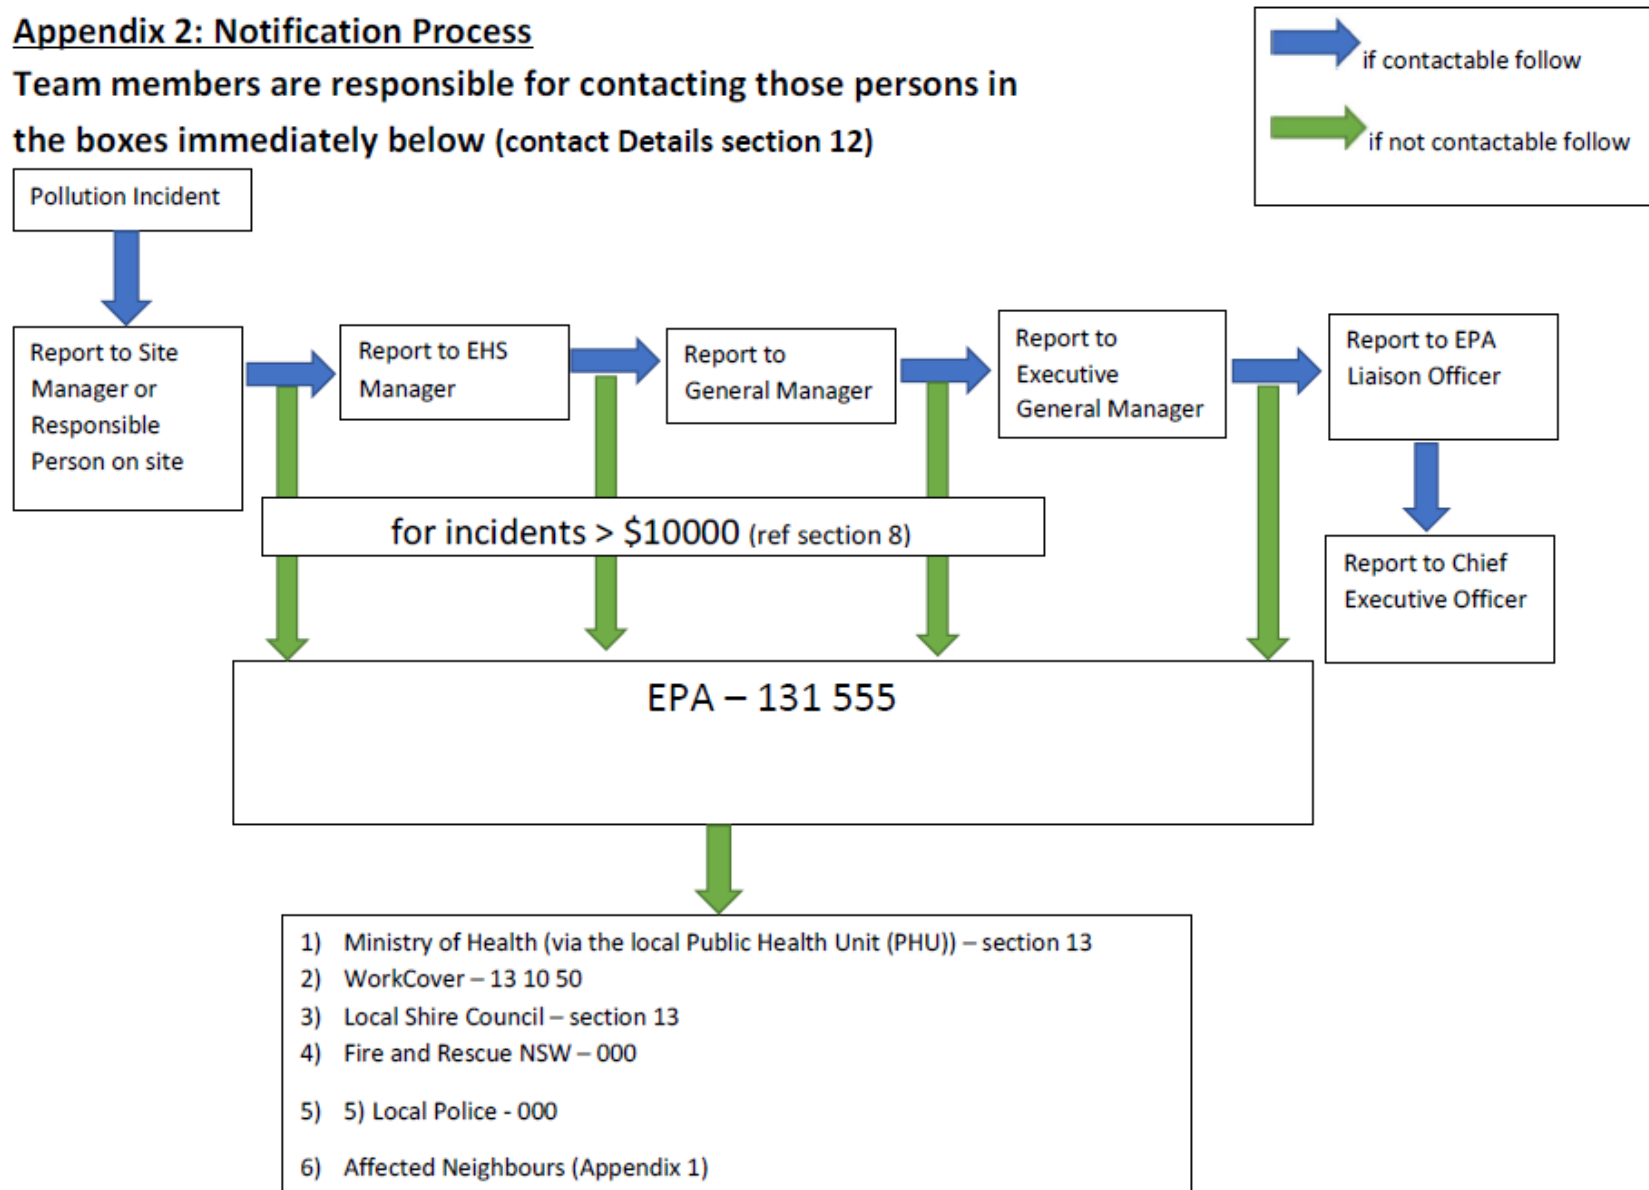 Appendix 2: Notification Process
Team members are responsible for contacting those persons in
the boxes immediately below (contact Details section 12)
if contactable follow
if not contactable follow
Pollution Incident
Report to Site
Manager or
Responsible
Person on site
Report to EHS
Manager
Report to
General Manager
Report to
Executive
General Manager
Report to EPA
Liaison Officer
for incidents > $10000 (ref section 8)
Report to Chief
Executive Officer
EPA – 131 555
1) Ministry of Health (via the local Public Health Unit (PHU)) – section 13
2) WorkCover – 13 10 50
3) Local Shire Council – section 13
4) Fire and Rescue NSW – 000
5) 5) Local Police - 000
6) Affected Neighbours (Appendix 1)